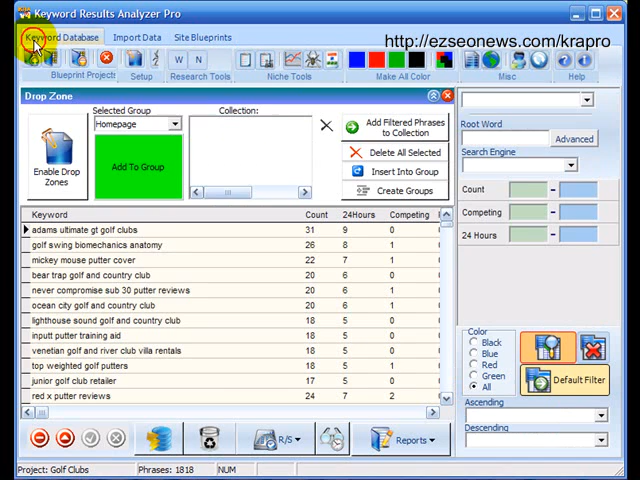 Keyword Results Analyzer Pro
Keyword Database
Import Data
Site Blueprints
http://ezseonews.com/krapro
W
N
Blueprint Project
Setup
Research Tools
Niche Tools
Make All Color
Misc
Help
Drop Zone
Enable Drop
Zones
Selected Group
Homepage
Add To Group
Collection:
Add Filtered Phrases
to Collection
Delete All Selected
Insert Into Group
Create Groups
Root Word
Advanced
Search Engine
Count
Competing
24 Hours
Keyword Count 24Hours Competing
adams ultimate gt golf clubs 31 9 0
golf swing biomechanics anatomy 26 8 1
mickey mouse putter cover 22 7 1
bear trap golf and country club 20 6 0
never compromise sub 30 putter reviews 20 6 1
ocean city golf and country club 20 6 1
lighthouse sound golf and country club 18 5 0
inputt putter training aid 18 5 0
venetian golf and river club villa rentals 18 5 0
top weighted golf putters 18 5 1
junior golf club retailer 17 5 0
red x putter reviews 24 7 2
Color
Black
Blue
Red
Green
All
Default Filter
Ascending
Descending
R/S
Reports
Project: Golf Clubs
Phrases: 1818
NUM